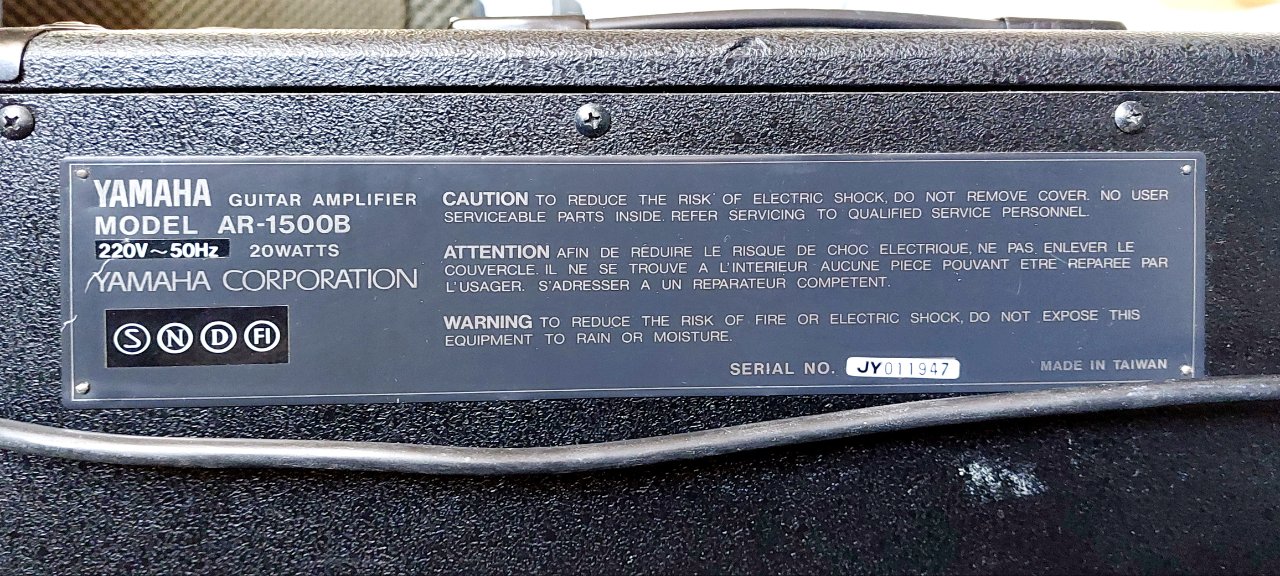 YAMAHA GUITAR AMPLIFIER
MODEL AR-1500B
220V~50Hz 20WATTS
YAMAHA CORPORATION
S N D FI
CAUTION TO REDUCE THE RISK OF ELECTRIC SHOCK, DO NOT REMOVE COVER. NO USER
SERVICEABLE PARTS INSIDE. REFER SERVICING TO QUALIFIED SERVICE PERSONNEL.
ATTENTION AFIN DE RÉDUIRE LE RISQUE DE CHOC ELECTRIQUE, NE PAS ENLEVER LE
COUVERCLE. IL NE SE TROUVE A L'INTERIEUR AUCUNE PIECE POUVANT ETRE REPAREE PAR
L'USAGER. S'ADRESSER A UN REPARATEUR COMPETENT.
WARNING TO REDUCE THE RISK OF FIRE OR ELECTRIC SHOCK, DO NOT EXPOSE THIS
EQUIPMENT TO RAIN OR MOISTURE.
SERIAL NO. JY011947 MADE IN TAIWAN